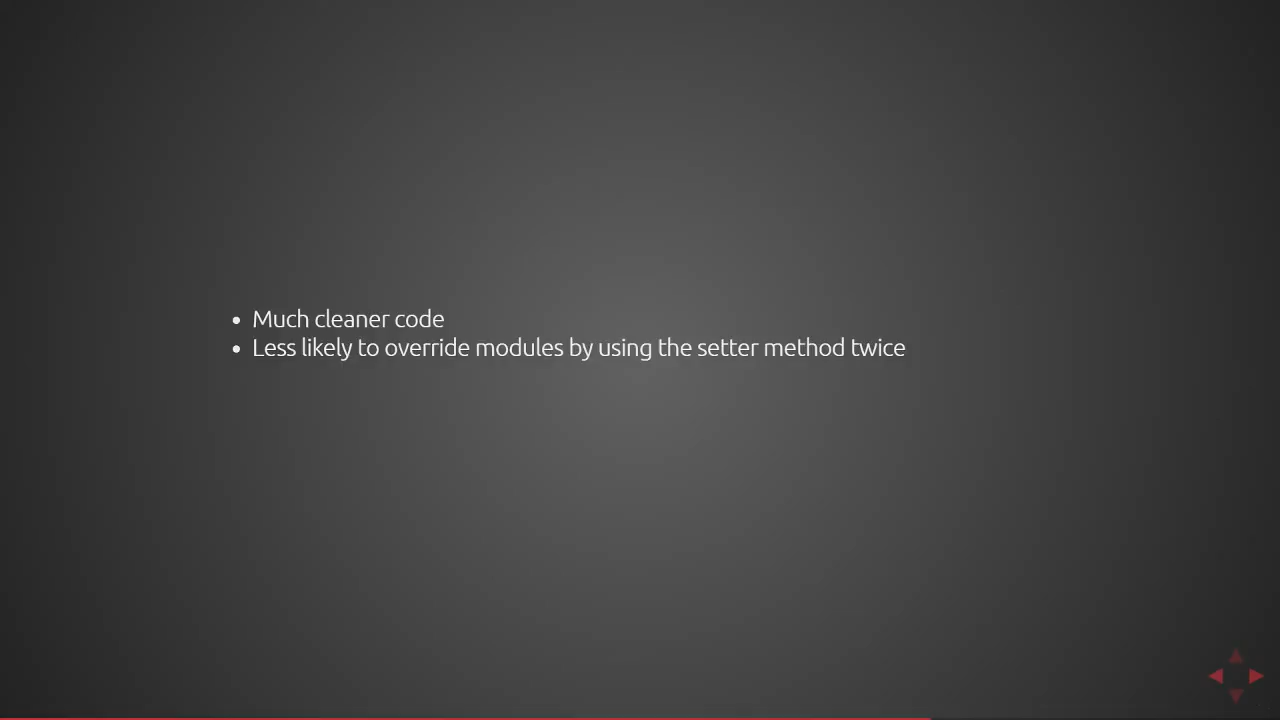 Much cleaner code
Less likely to override modules by using the setter method twice